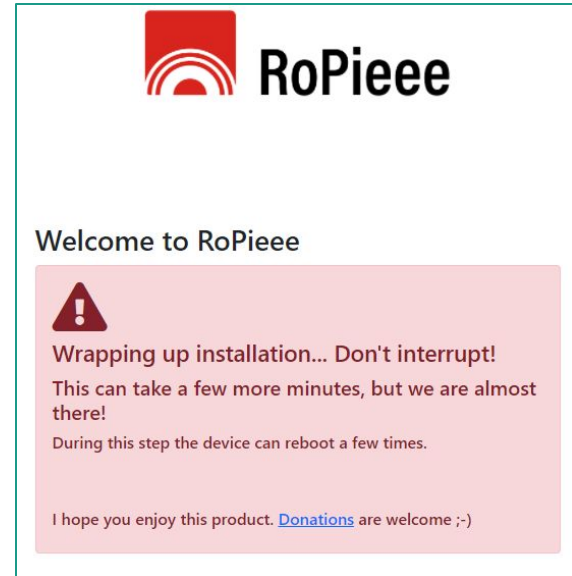 RoPieee
Welcome to RoPieee
Wrapping up installation... Don't interrupt!
This can take a few more minutes, but we are almost
there!
During this step the device can reboot a few times.
I hope you enjoy this product. Donations are welcome ;-)